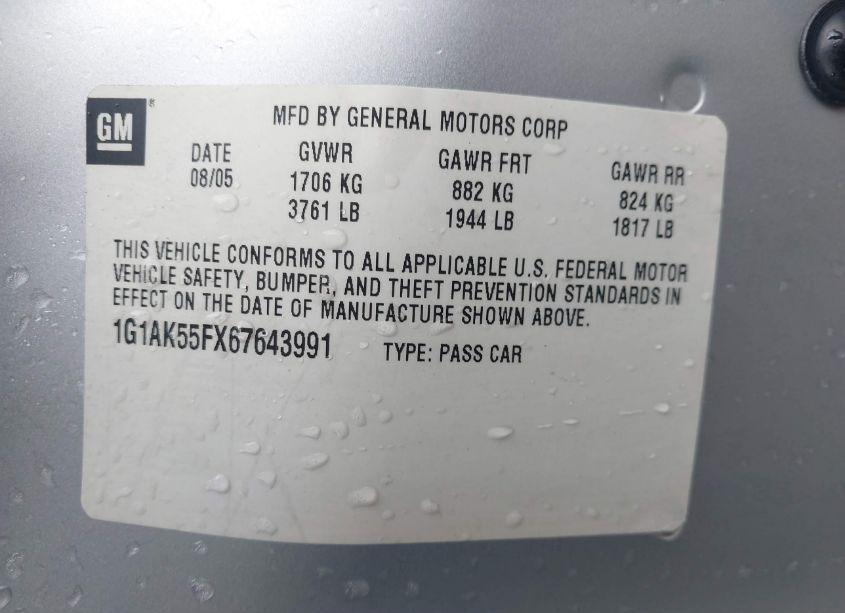 GM
MFD BY GENERAL MOTORS CORP
DATE GVWR GAWR FRT GAWR RR
08/05 1706 KG 882 KG 824 KG
3761 LB 1944 LB 1817 LB
THIS VEHICLE CONFORMS TO ALL APPLICABLE U.S. FEDERAL MOTOR
VEHICLE SAFETY, BUMPER, AND THEFT PREVENTION STANDARDS IN
EFFECT ON THE DATE OF MANUFACTURE SHOWN ABOVE.
1G1AK55FX67643991 TYPE: PASS CAR